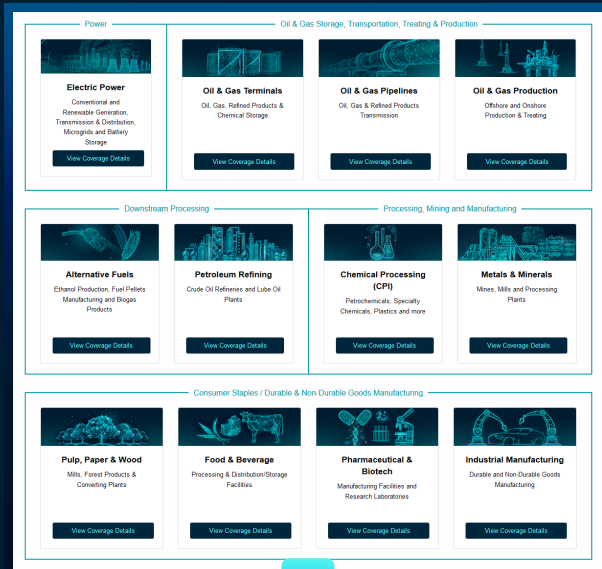 Power
Oil & Gas Storage, Transportation, Treating & Production
Electric Power
Conventional and
Renewable Generation,
Transmission & Distribution,
Microgrids and Battery
Storage
View Coverage Details
Oil & Gas Terminals
Oil, Gas, Refined Products &
Chemical Storage
View Coverage Details
Oil & Gas Pipelines
Oil, Gas & Refined Products
Transmission
View Coverage Details
Oil & Gas Production
Offshore and Onshore
Production & Treating
View Coverage Details
Downstream Processing
Processing, Mining and Manufacturing
Alternative Fuels
Ethanol Production, Fuel Pellets
Manufacturing and Biogas
Products
View Coverage Details
Petroleum Refining
Crude Oil Refineries and Lube Oil
Plants
View Coverage Details
Chemical Processing
(CPI)
Petrochemicals, Specialty
Chemicals, Plastics and more
View Coverage Details
Metals & Minerals
Mines, Mills and Processing
Plants
View Coverage Details
Consumer Staples / Durable & Non-Durable Goods Manufacturing
Pulp, Paper & Wood
Mills, Forest Products &
Converting Plants
View Coverage Details
Food & Beverage
Processing & Distribution/Storage
Facilities
View Coverage Details
Pharmaceutical &
Biotech
Manufacturing Facilities and
Research Laboratories
View Coverage Details
Industrial Manufacturing
Durable and Non-Durable Goods
Manufacturing
View Coverage Details